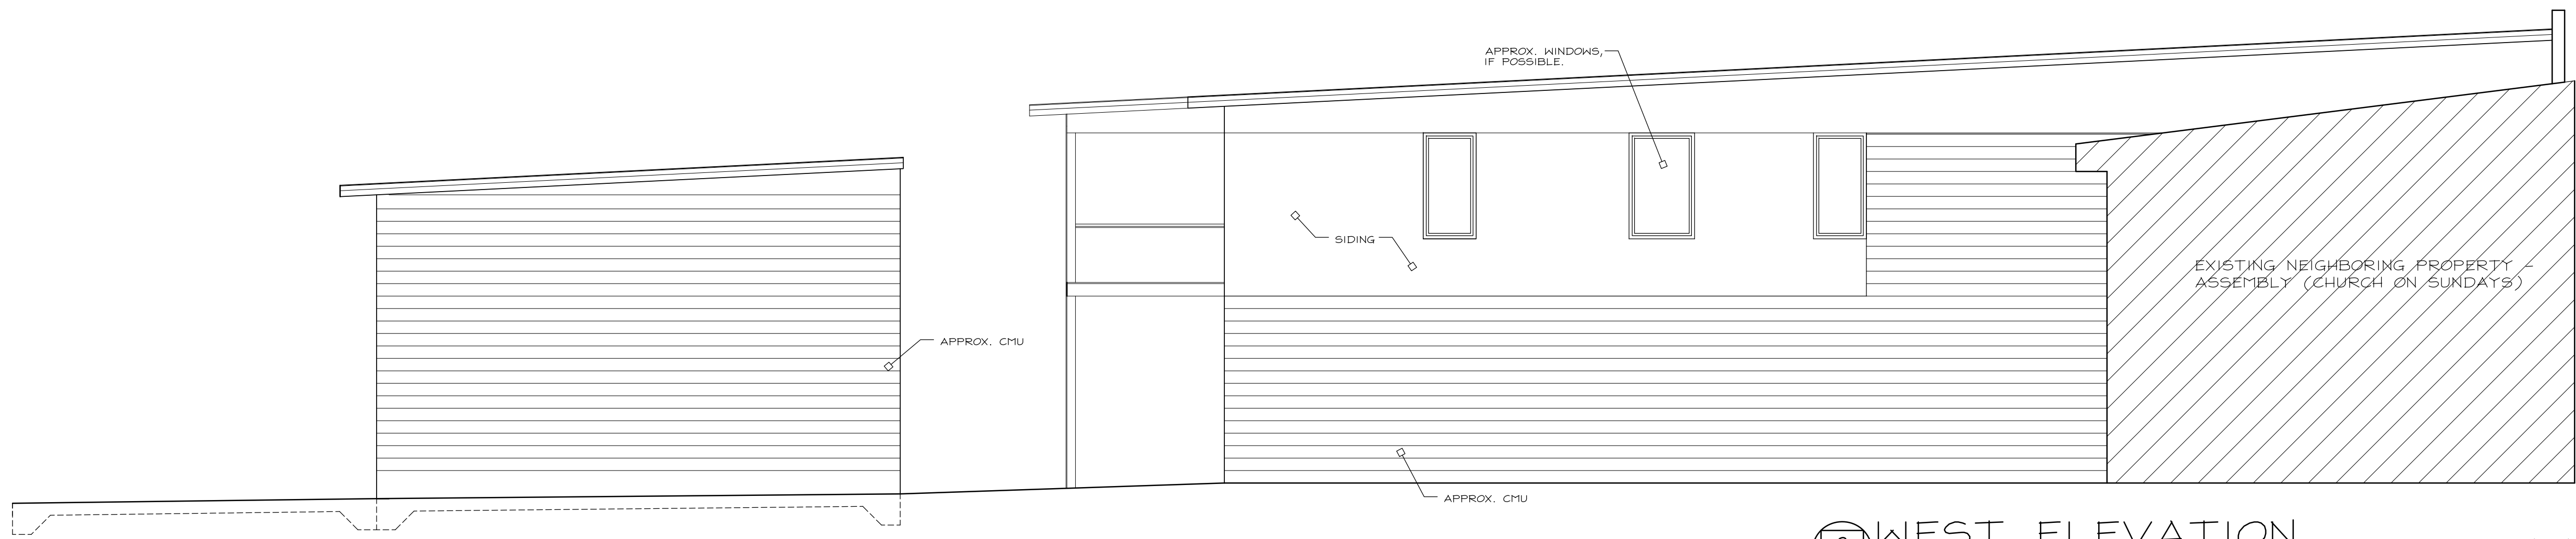 APPROX. WINDOWS,
IF POSSIBLE.
SIDING
EXISTING NEIGHBORING PROPERTY -
ASSEMBLY (CHURCH ON SUNDAYS)
APPROX. CMU
APPROX. CMU
WEST ELEVATION